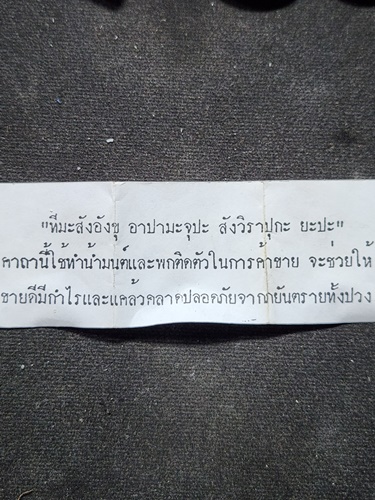 "ทีมะสังอังขุ อาปามะจุปะ สังวิราปุกะ ยะปะ"
คาถานี้ใช้ทำน้ำมนต์และพกติดตัวในการค้าขาย จะช่วยให้
ขายดีมีกำไรและแคล้วคลาดปลอดภัยจากภัยันตรายทั้งปวง